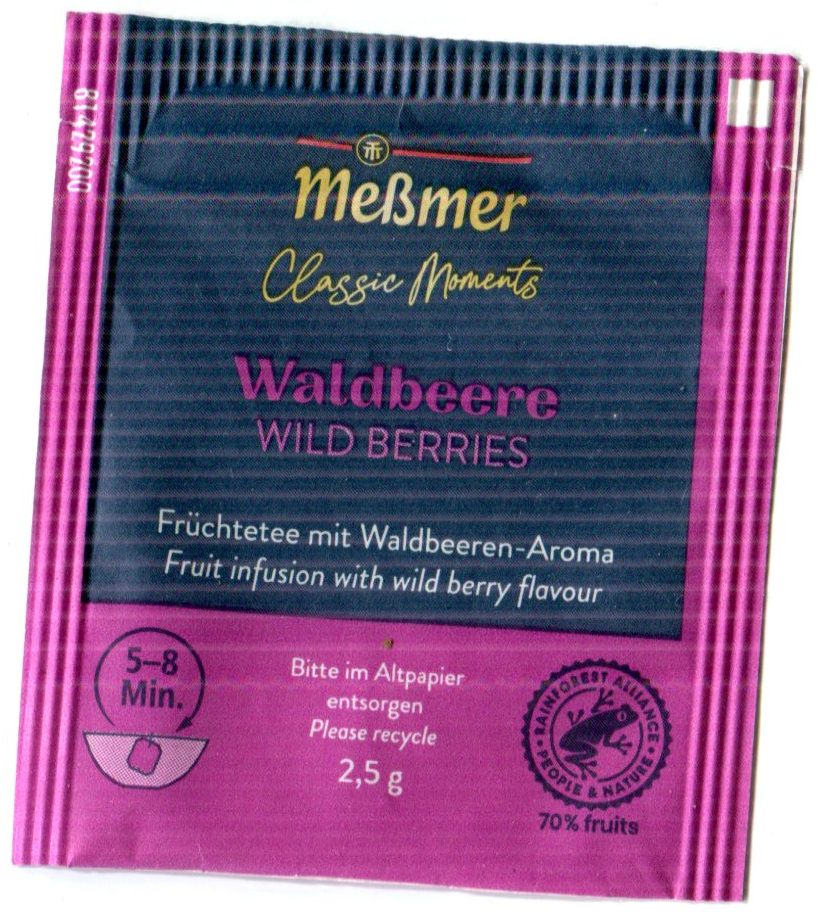 81429200
Meßmer
Classic Moments
Waldbeere
WILD BERRIES
Früchtetee mit Waldbeeren-Aroma
Fruit infusion with wild berry flavour
5–8
Min.
Bitte im Altpapier
entsorgen
Please recycle
2,5 g
RAINFOREST ALLIANCE
PEOPLE & NATURE
70% fruits